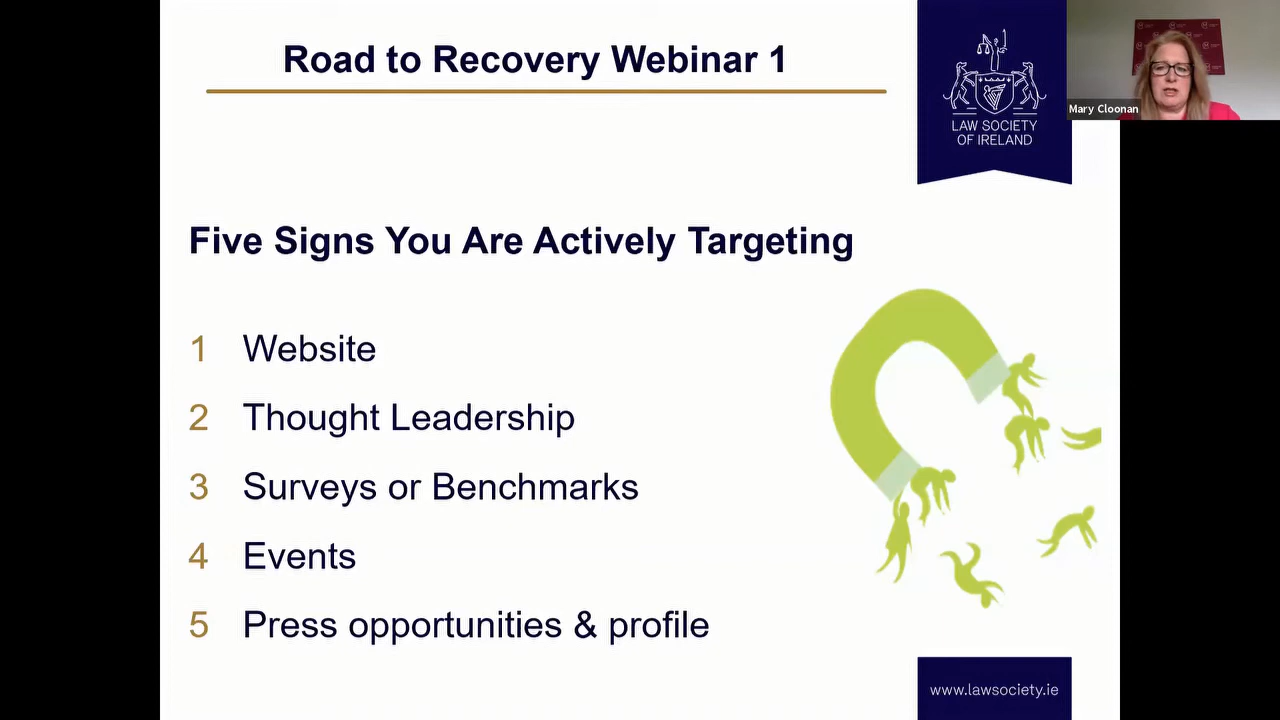 Road to Recovery Webinar 1
LAW SOCIETY
OF IRELAND
Mary Cloonan
Five Signs You Are Actively Targeting
1 Website
2 Thought Leadership
3 Surveys or Benchmarks
4 Events
5 Press opportunities & profile
www.lawsociety.ie